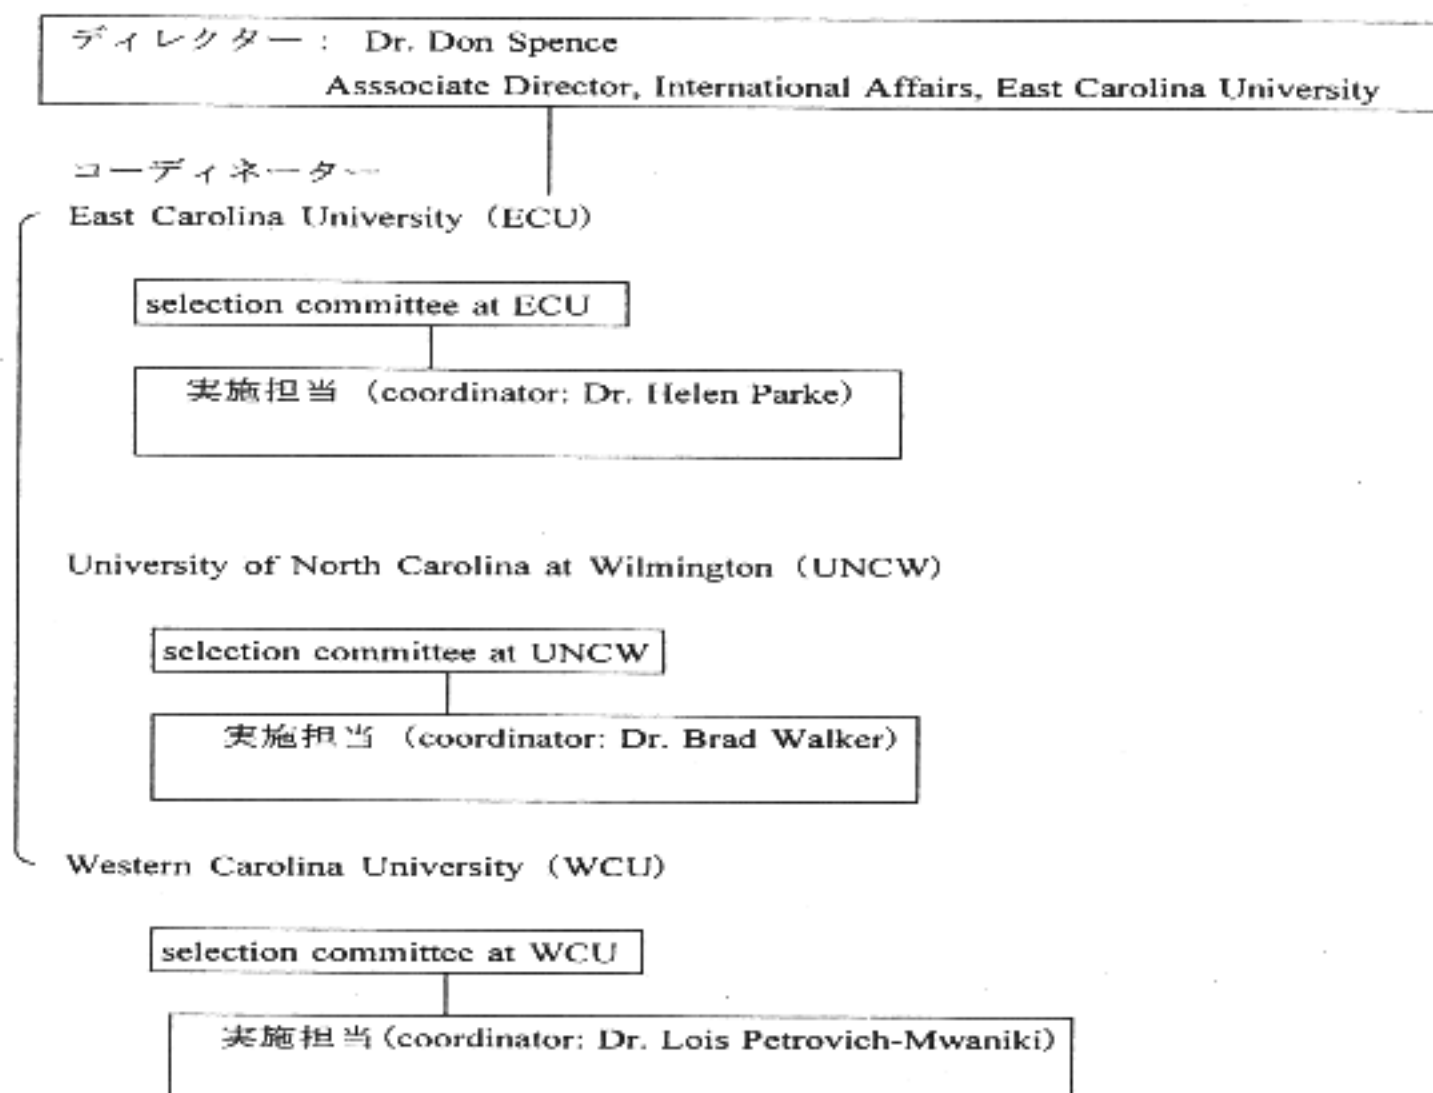 ディレクター： Dr. Don Spence
Asssociate Director, International Affairs, East Carolina University
コーディネーター
East Carolina University (ECU)
selection committee at ECU
実施担当 (coordinator: Dr. Helen Parke)
University of North Carolina at Wilmington (UNCW)
selection committee at UNCW
実施担当 (coordinator: Dr. Brad Walker)
Western Carolina University (WCU)
selection committee at WCU
実施担当 (coordinator: Dr. Lois Petrovich-Mwaniki)